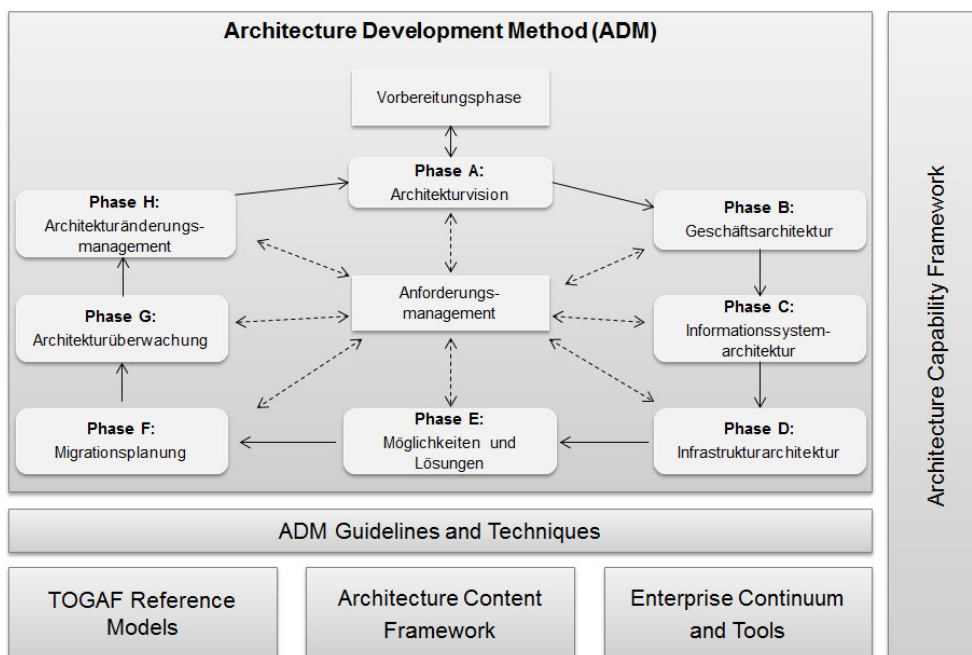 Architecture Development Method (ADM)
Vorbereitungsphase
Phase A:
Architekturvision
Phase H:
Architekturänderungs-
management
Phase B:
Geschäftsarchitektur
Anforderungs-
management
Phase G:
Architekturüberwachung
Phase C:
Informationssystem-
architektur
Phase F:
Migrationsplanung
Phase E:
Möglichkeiten und
Lösungen
Phase D:
Infrastrukturarchitektur
ADM Guidelines and Techniques
TOGAF Reference
Models
Architecture Content
Framework
Enterprise Continuum
and Tools
Architecture Capability Framework